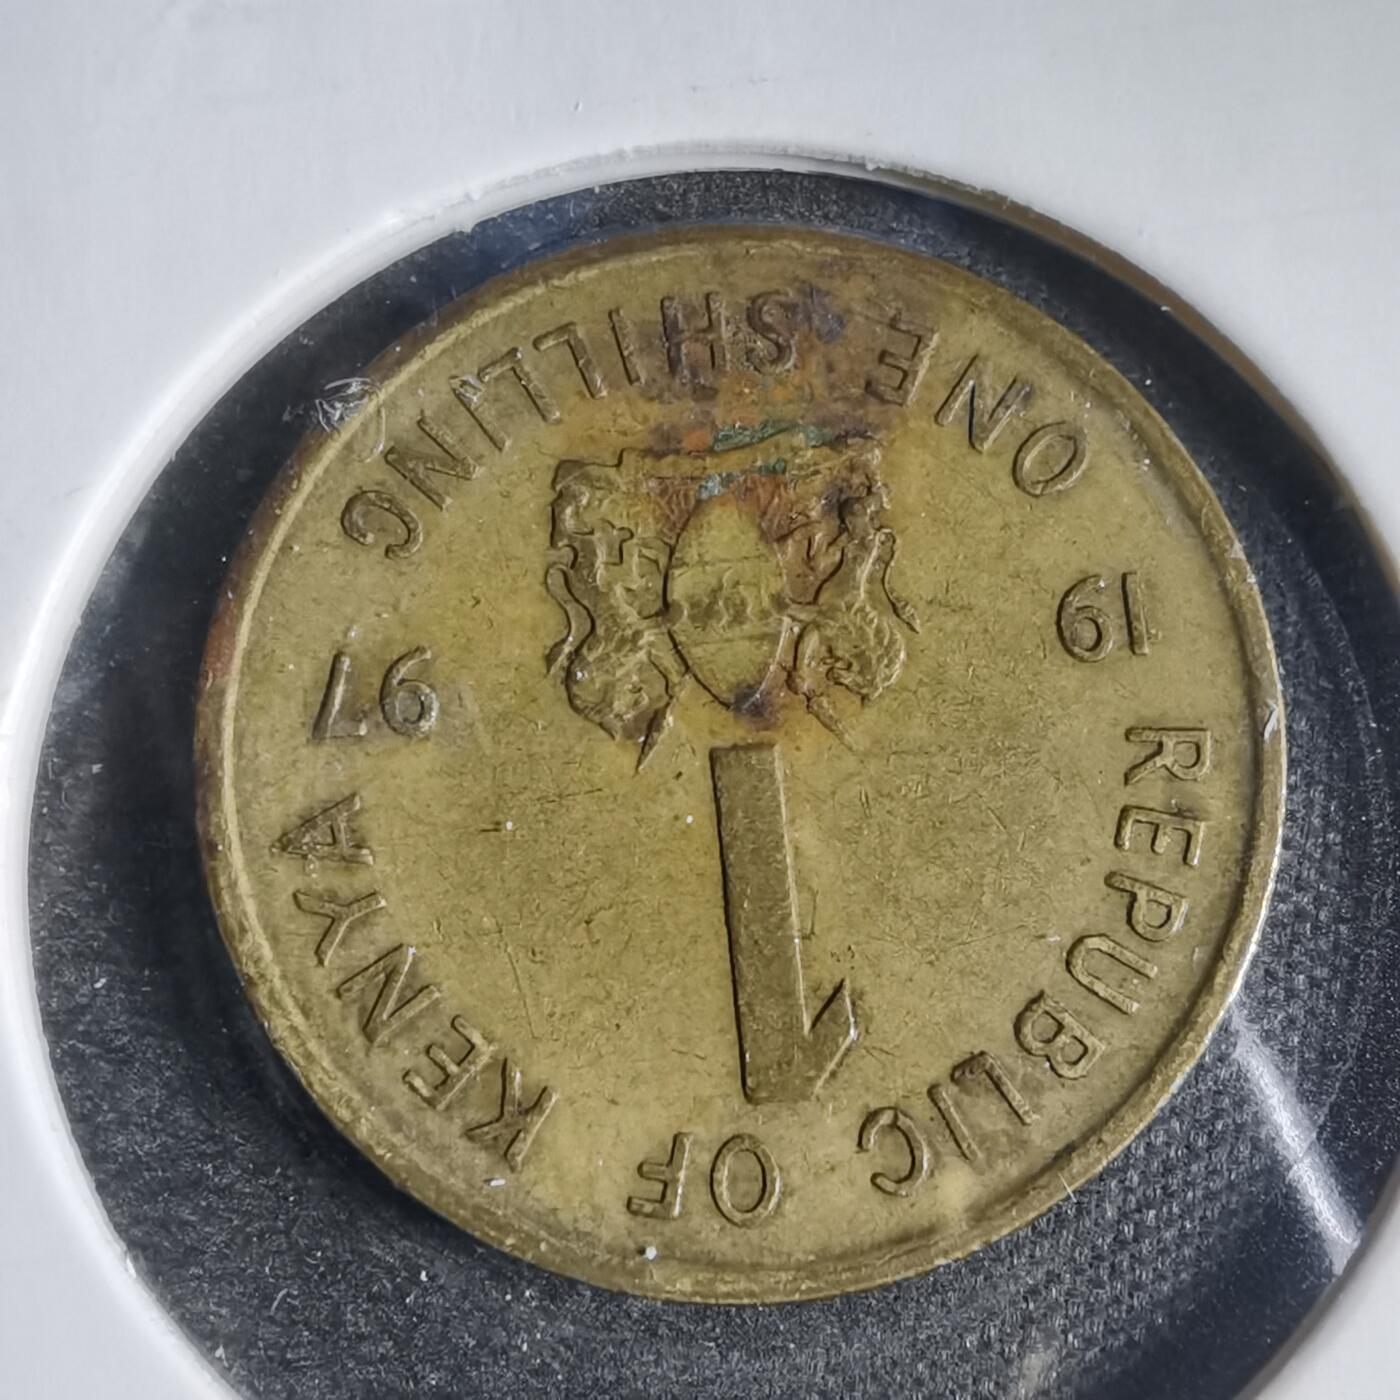 REPUBLIC OF KENYA
1
19 97
ONE SHILLING